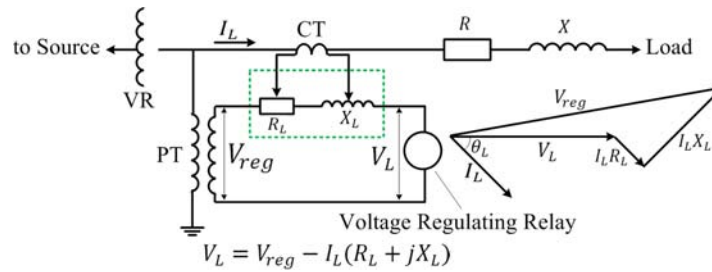 I_L
CT
R
X
to Source
Load
VR
R_L
X_L
PT
V_reg
V_L
V_reg
θ_L
V_L
I_L R_L
I_L X_L
I_L
Voltage Regulating Relay
V_L = V_reg − I_L(R_L + jX_L)